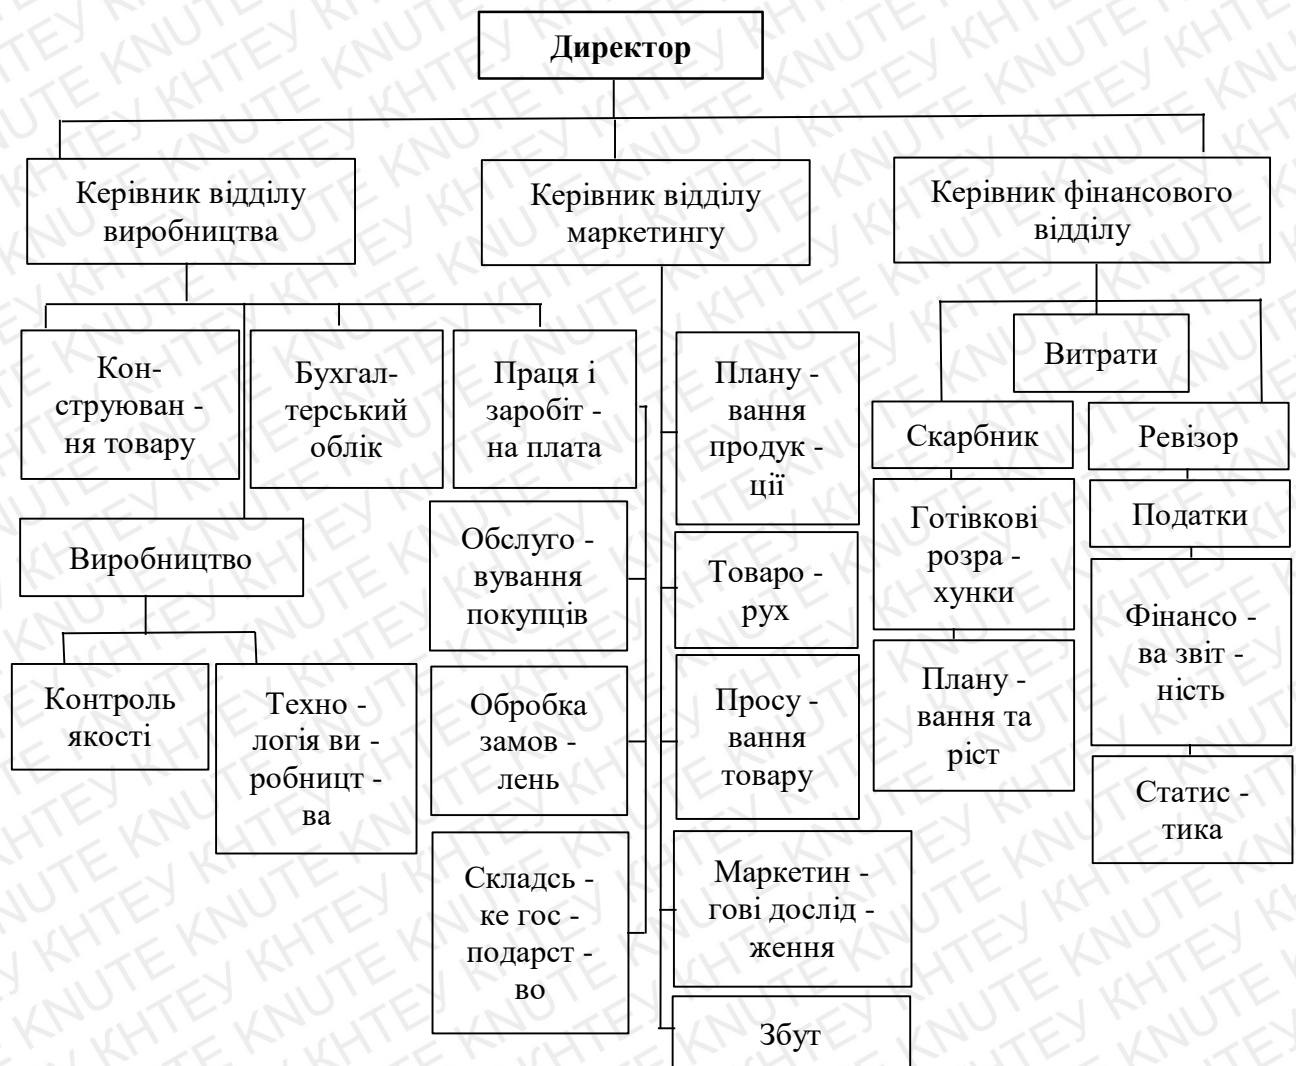 Директор
Керівник відділу
виробництва
Керівник відділу
маркетингу
Керівник фінансового
відділу
Кон-
струюван -
ня товару
Бухгал-
терський
облік
Праця і
заробіт -
на плата
Плану -
вання
продук -
ції
Витрати
Скарбник
Ревізор
Виробництво
Обслуго -
вування
покупців
Товаро -
рух
Готівкові
розра -
хунки
Податки
Контроль
якості
Техно -
логія ви -
робницт -
ва
Обробка
замов -
лень
Просу -
вання
товару
Плану -
вання та
ріст
Фінансо -
ва звіт -
ність
Складсь -
ке гос -
подарст -
во
Маркетин -
гові дослід -
ження
Статис -
тика
Збут
KNUTE КНТЕУ